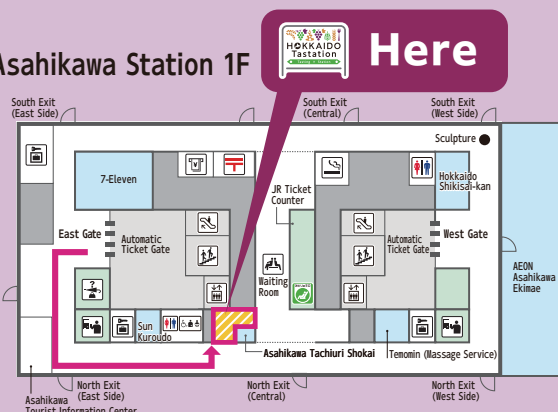 Asahikawa Station 1F
HOKKAIDO
Tastation
Here
South Exit
(East Side)
South Exit
(Central)
South Exit
(West Side)
Sculpture
7-Eleven
JR Ticket
Counter
Hokkaido
Shikisai-kan
East Gate
Automatic
Ticket Gate
Waiting
Room
Automatic
Ticket Gate
West Gate
AEON
Asahikawa
Ekimae
Sun
Kuroudo
Asahikawa Tachiuri Shokai
Temomin (Massage Service)
North Exit
(East Side)
North Exit
(Central)
North Exit
(West Side)
Asahikawa
Tourist Information Center